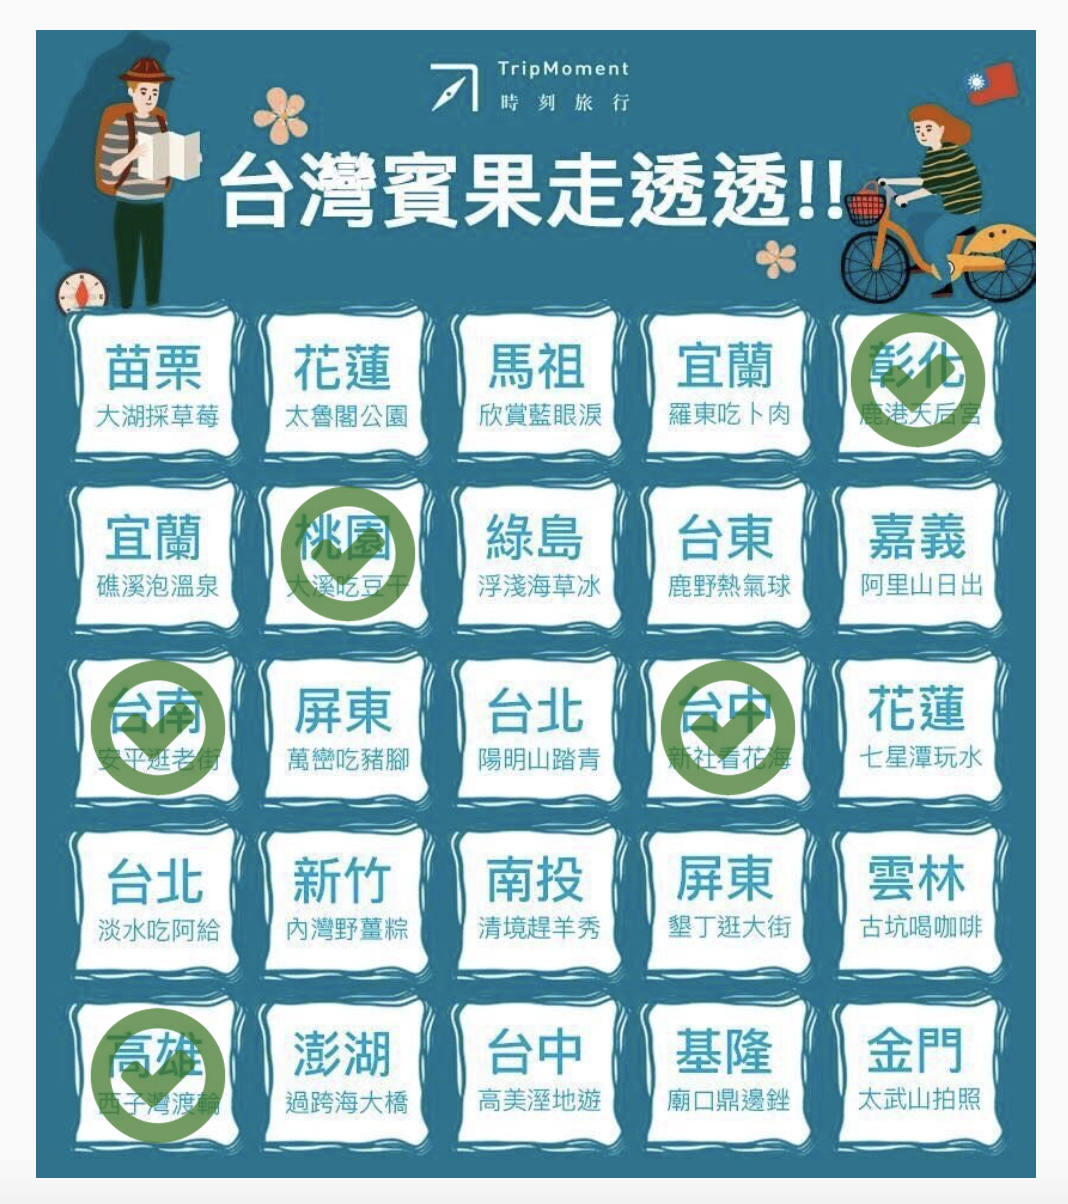 TripMoment
時刻旅行
台灣賓果走透透!!
苗栗
大湖採草莓
花蓮
太魯閣公園
馬祖
欣賞藍眼淚
宜蘭
羅東吃卜肉
彰化
鹿港天后宮
宜蘭
礁溪泡溫泉
桃園
大溪吃豆干
綠島
浮淺海草冰
台東
鹿野熱氣球
嘉義
阿里山日出
台南
安平逛老街
屏東
萬巒吃豬腳
台北
陽明山踏青
台中
新社看花海
花蓮
七星潭玩水
台北
淡水吃阿給
新竹
內灣野薑粽
南投
清境趕羊秀
屏東
墾丁逛大街
雲林
古坑喝咖啡
高雄
西子灣渡輪
澎湖
過跨海大橋
台中
高美溼地遊
基隆
廟口鼎邊銼
金門
太武山拍照